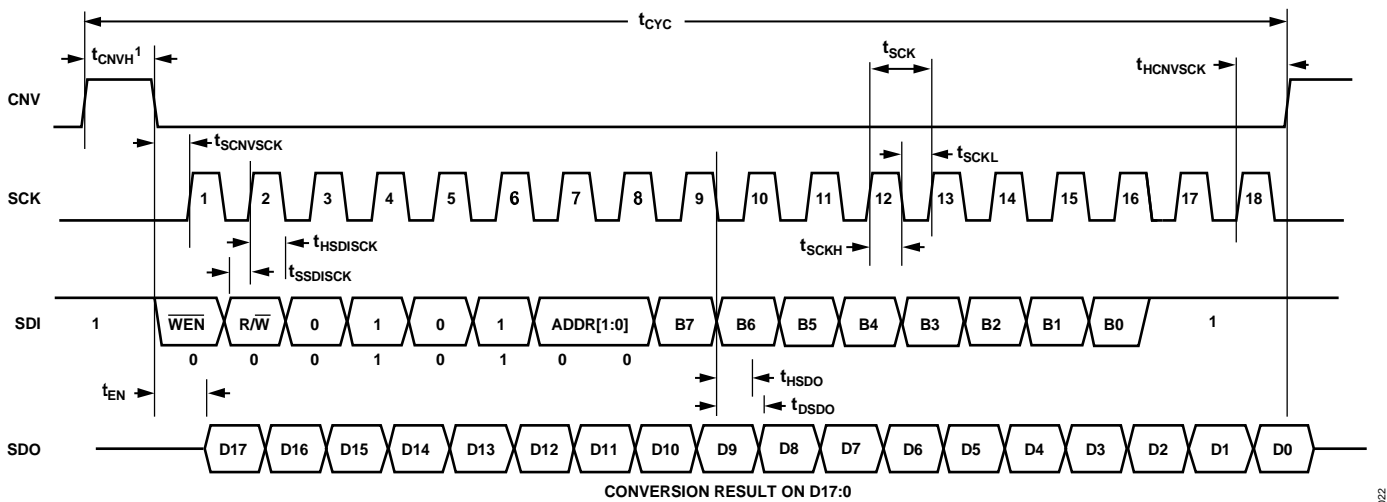 tCYC
tCNVH1
tSCK
tHCNVSCK
CNV
tSCNVSCK
tSCKL
SCK
1 2 3 4 5 6 7 8 9 10 11 12 13 14 15 16 17 18
tHSDISCK
tSCKH
tSSDISCK
SDI
1 WEN R/W 0 1 0 1 ADDR[1:0] B7 B6 B5 B4 B3 B2 B1 B0 1
0 0 0 1 0 1 0 0
tEN
tHSDO
tDSDO
SDO
D17 D16 D15 D14 D13 D12 D11 D10 D9 D8 D7 D6 D5 D4 D3 D2 D1 D0
CONVERSION RESULT ON D17:0
022